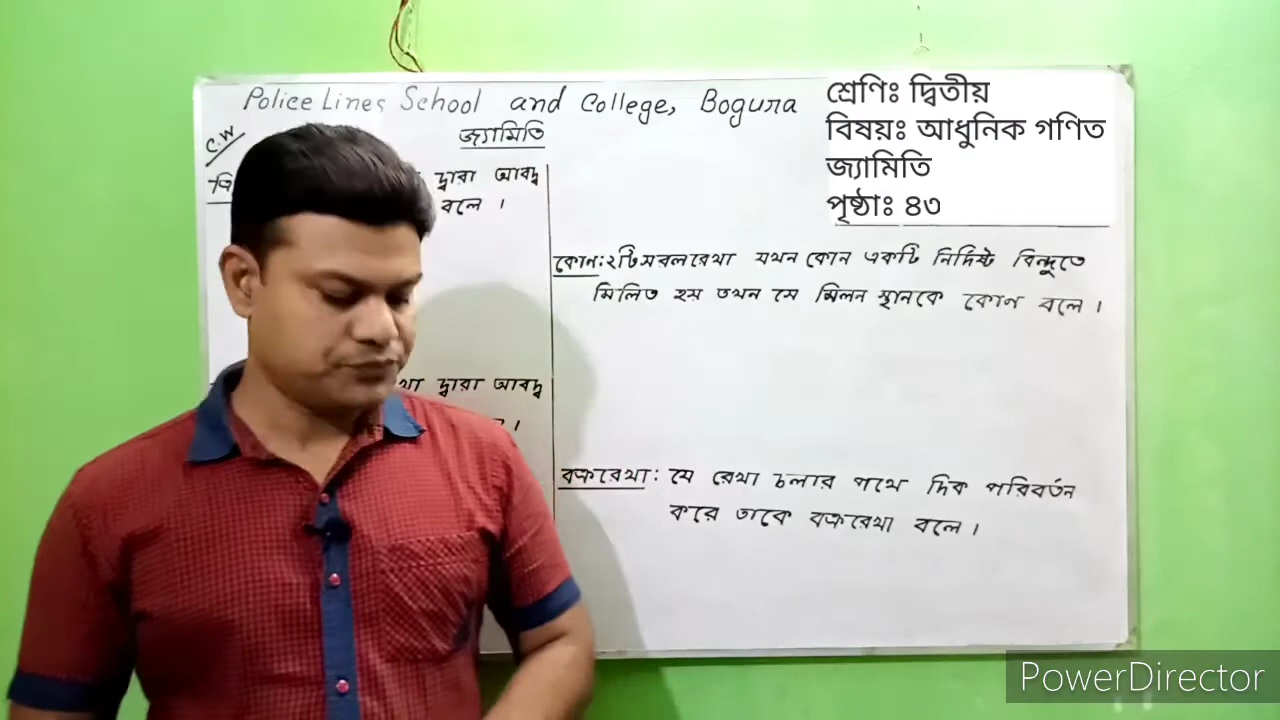 Police Lines School and College, Bogura
জ্যামিতি
C.W
শ্রেণিঃ দ্বিতীয়
বিষয়ঃ আধুনিক গণিত
জ্যামিতি
পৃষ্ঠাঃ ৪৩
দ্বারা আবদ্ব
বলে ।
দ্বারা আবদ্ব
কোণ: ২টি সরলরেখা যখন কোন একটি নির্দিষ্ট বিন্দুতে
মিলিত হয় তখন সে মিলন স্থানকে কোণ বলে ।
বক্ররেখা: যে রেখা চলার পথে দিক পরিবর্তন
করে তাকে বক্ররেখা বলে ।
PowerDirector